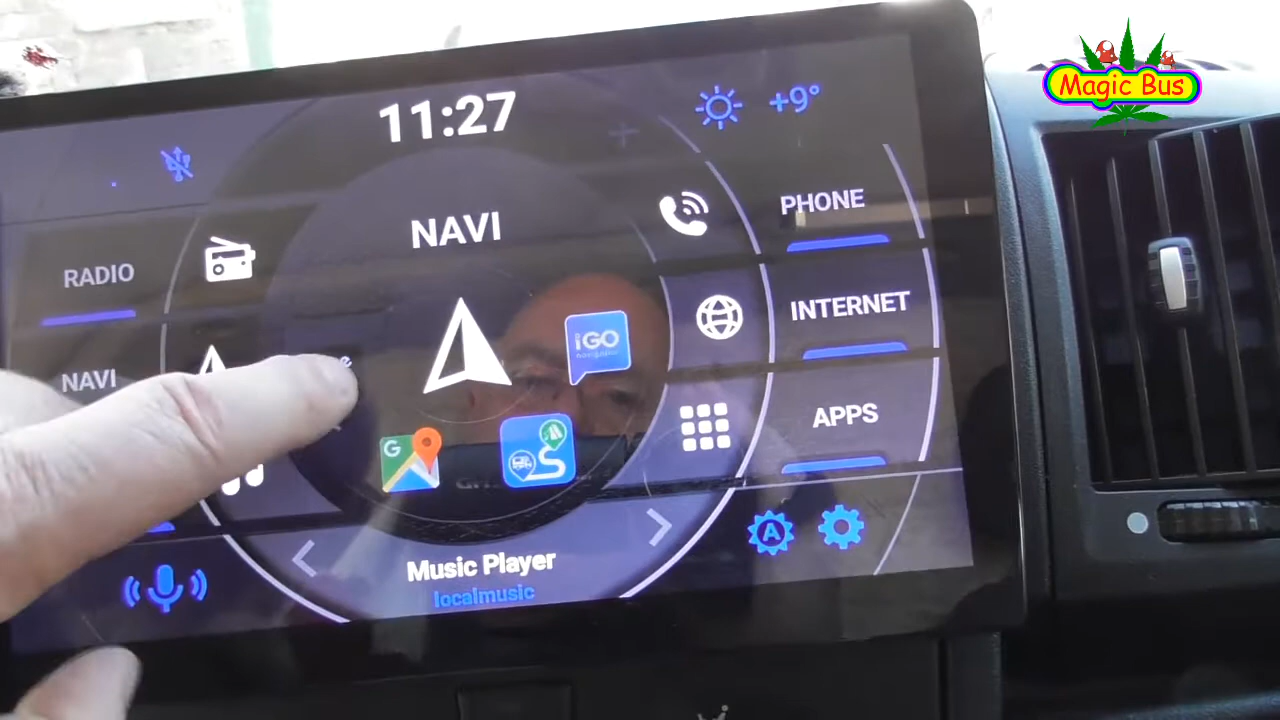 Magic Bus
11:27
+9°
NAVI
PHONE
RADIO
INTERNET
iGO
NAVI
APPS
G
A
Music Player
localmusic